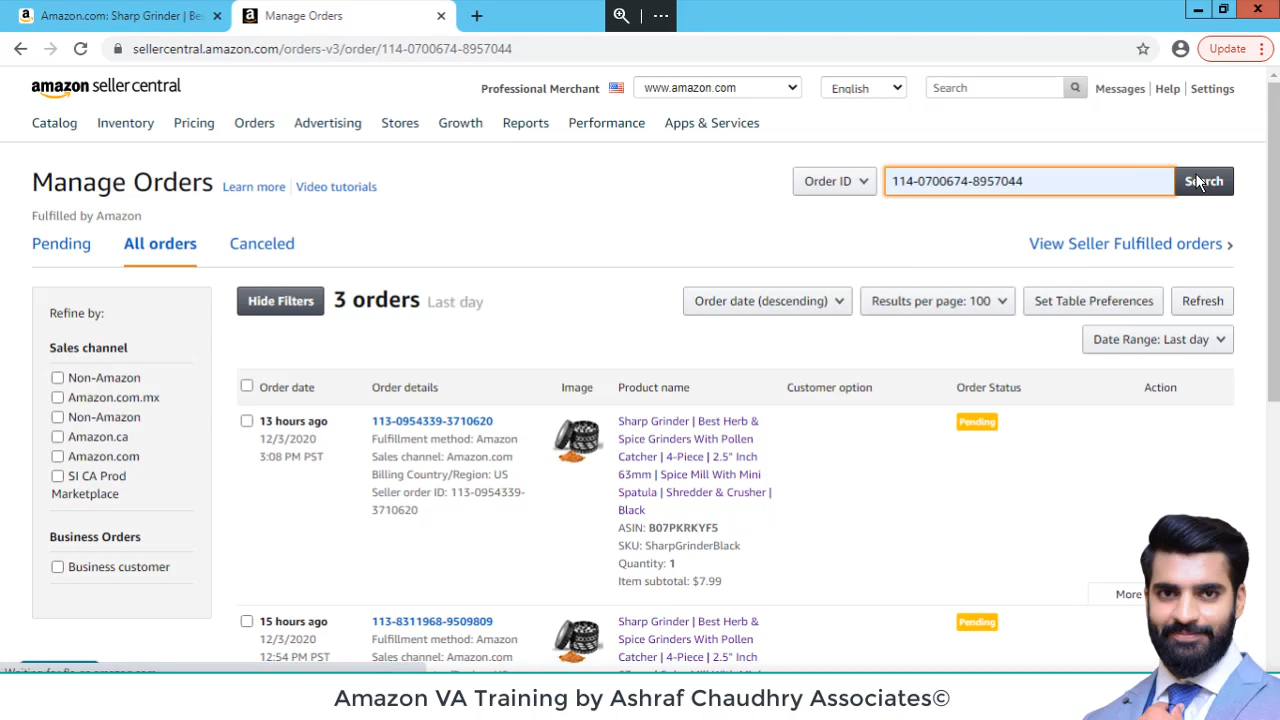 Amazon.com: Sharp Grinder | Be
Manage Orders
sellercentral.amazon.com/orders-v3/order/114-0700674-8957044
Update
amazon seller central
Professional Merchant
www.amazon.com
English
Search
Messages | Help | Settings
Catalog Inventory Pricing Orders Advertising Stores Growth Reports Performance Apps & Services
Manage Orders Learn more | Video tutorials
Order ID
114-0700674-8957044
Search
Fulfilled by Amazon
Pending All orders Canceled
View Seller Fulfilled orders
Hide Filters
3 orders Last day
Order date (descending)
Results per page: 100
Set Table Preferences
Refresh
Date Range: Last day
Refine by:
Sales channel
Non-Amazon
Amazon.com.mx
Non-Amazon
Amazon.ca
Amazon.com
SI CA Prod
Marketplace
Business Orders
Business customer
Order date Order details Image Product name Customer option Order Status Action
13 hours ago
12/3/2020
3:08 PM PST
113-0954339-3710620
Fulfillment method: Amazon
Sales channel: Amazon.com
Billing Country/Region: US
Seller order ID: 113-0954339-
3710620
Sharp Grinder | Best Herb &
Spice Grinders With Pollen
Catcher | 4-Piece | 2.5" Inch
63mm | Spice Mill With Mini
Spatula | Shredder & Crusher |
Black
ASIN: B07PKRKYF5
SKU: SharpGrinderBlack
Quantity: 1
Item subtotal: $7.99
Pending
More
15 hours ago
12/3/2020
12:54 PM PST
113-8311968-9509809
Fulfillment method: Amazon
Sales channel: Amazon.com
Sharp Grinder | Best Herb &
Spice Grinders With Pollen
Catcher | 4-Piece | 2.5" Inch
Pending
Amazon VA Training by Ashraf Chaudhry Associates©